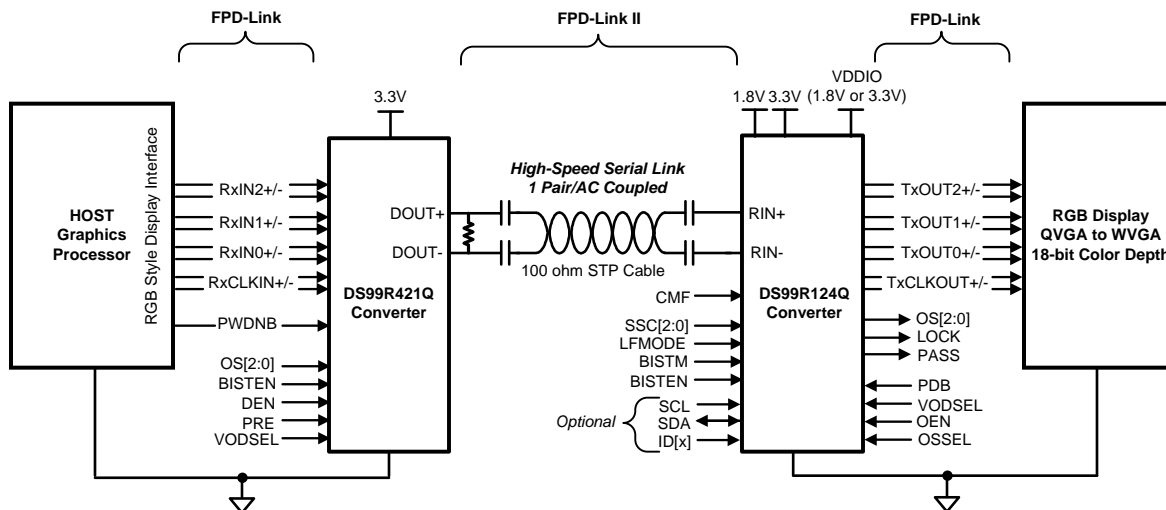 FPD-Link
FPD-Link II
FPD-Link
3.3V
1.8V 3.3V
VDDIO
(1.8V or 3.3V)
HOST
Graphics
Processor
RGB Style Display Interface
RxIN2+/-
RxIN1+/-
RxIN0+/-
RxCLKIN+/-
PWDNB
OS[2:0]
BISTEN
DEN
PRE
VODSEL
DOUT+
DOUT-
DS99R421Q
Converter
High-Speed Serial Link
1 Pair/AC Coupled
100 ohm STP Cable
CMF
SSC[2:0]
LFMODE
BISTM
BISTEN
Optional
SCL
SDA
ID[x]
RIN+
RIN-
DS99R124Q
Converter
TxOUT2+/-
TxOUT1+/-
TxOUT0+/-
TxCLKOUT+/-
OS[2:0]
LOCK
PASS
PDB
VODSEL
OEN
OSSEL
RGB Display
QVGA to WVGA
18-bit Color Depth